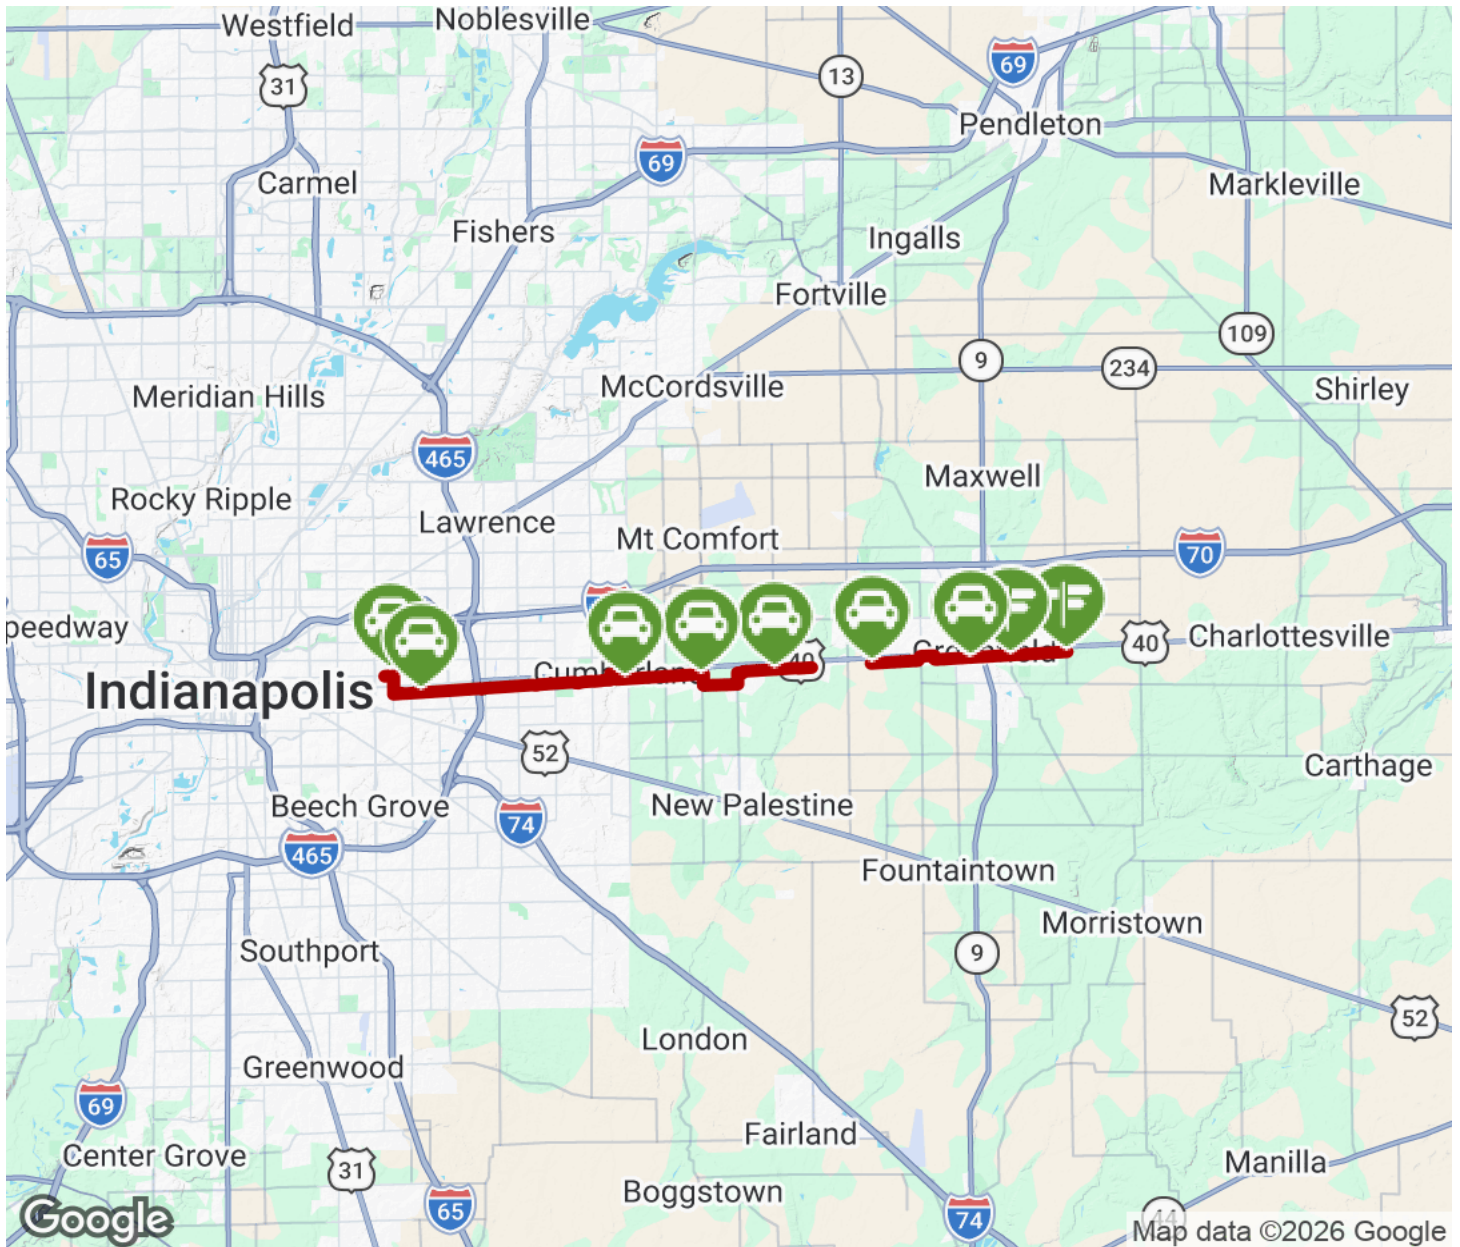 Westfield
Noblesville
31
13
69
Pendleton
69
Carmel
Markleville
Fishers
Ingalls
Fortville
109
9
234
Meridian Hills
McCordsville
Shirley
465
Maxwell
Rocky Ripple
Lawrence
Mt Comfort
65
70
peedway
40
Charlottesville
Indianapolis
Cumberlan
40
52
Carthage
Beech Grove
New Palestine
74
465
Fountaintown
Morristown
Southport
9
52
London
Greenwood
69
Fairland
Center Grove
31
Manilla
Boggstown
65
74
44
Google
Map data ©2026 Google